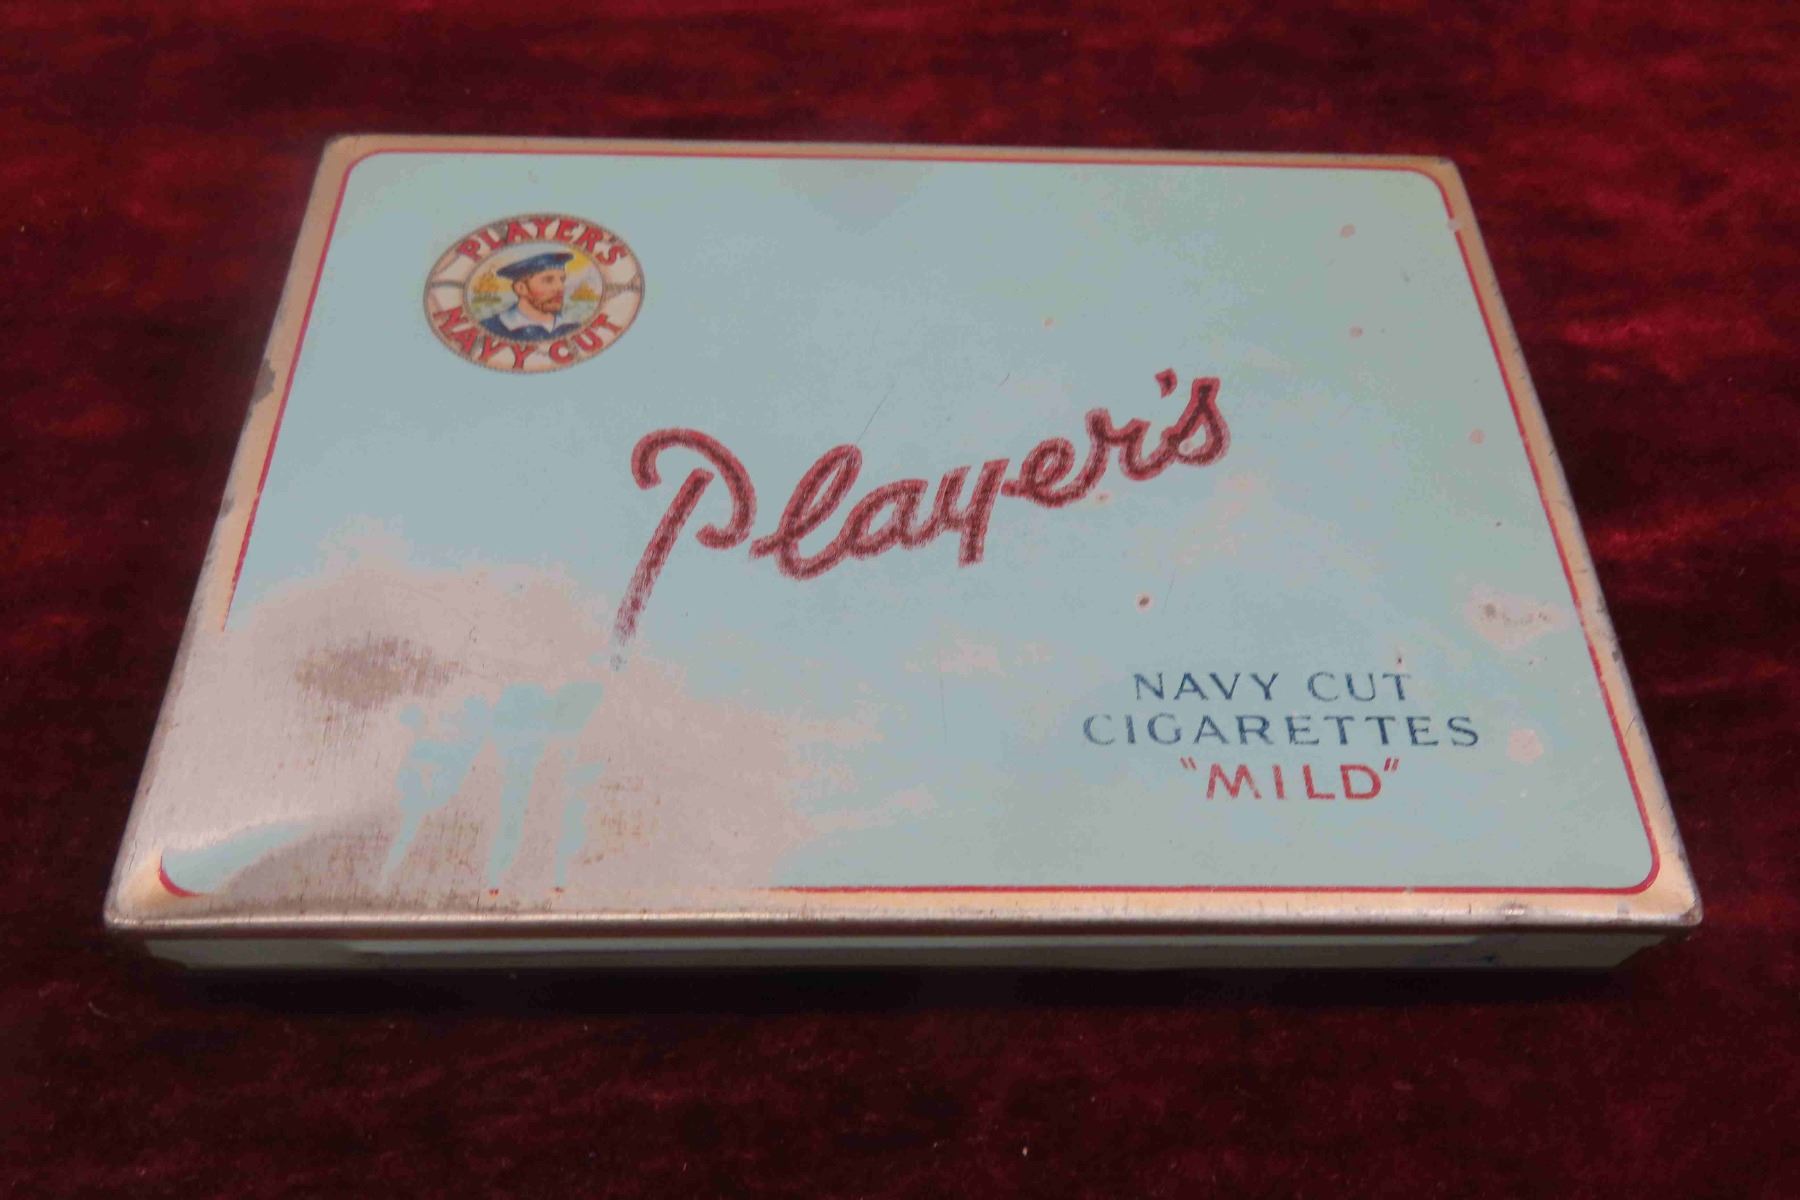 PLAYER'S
NAVY CUT
Player's
NAVY CUT
CIGARETTES
"MILD"